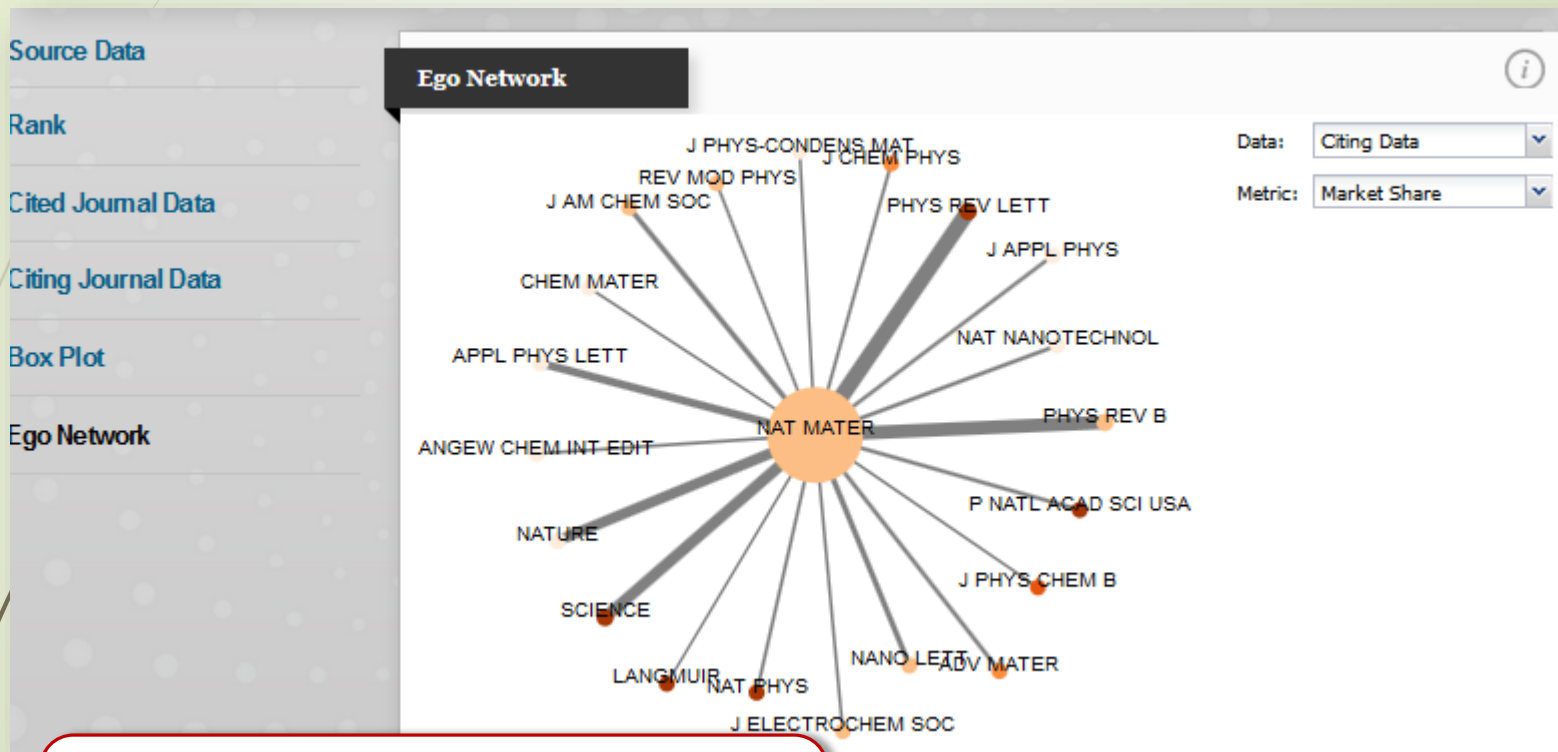 Source Data
Rank
Cited Journal Data
Citing Journal Data
Box Plot
Ego Network
Ego Network
i
Data: Citing Data
Metric: Market Share
J PHYS-CONDENS MAT
J CHEM PHYS
REV MOD PHYS
J AM CHEM SOC
PHYS REV LETT
J APPL PHYS
CHEM MATER
NAT NANOTECHNOL
APPL PHYS LETT
PHYS REV B
NAT MATER
ANGEW CHEM INT EDIT
P NATL ACAD SCI USA
NATURE
J PHYS CHEM B
SCIENCE
NANO LETT
ADV MATER
LANGMUIR
NAT PHYS
J ELECTROCHEM SOC